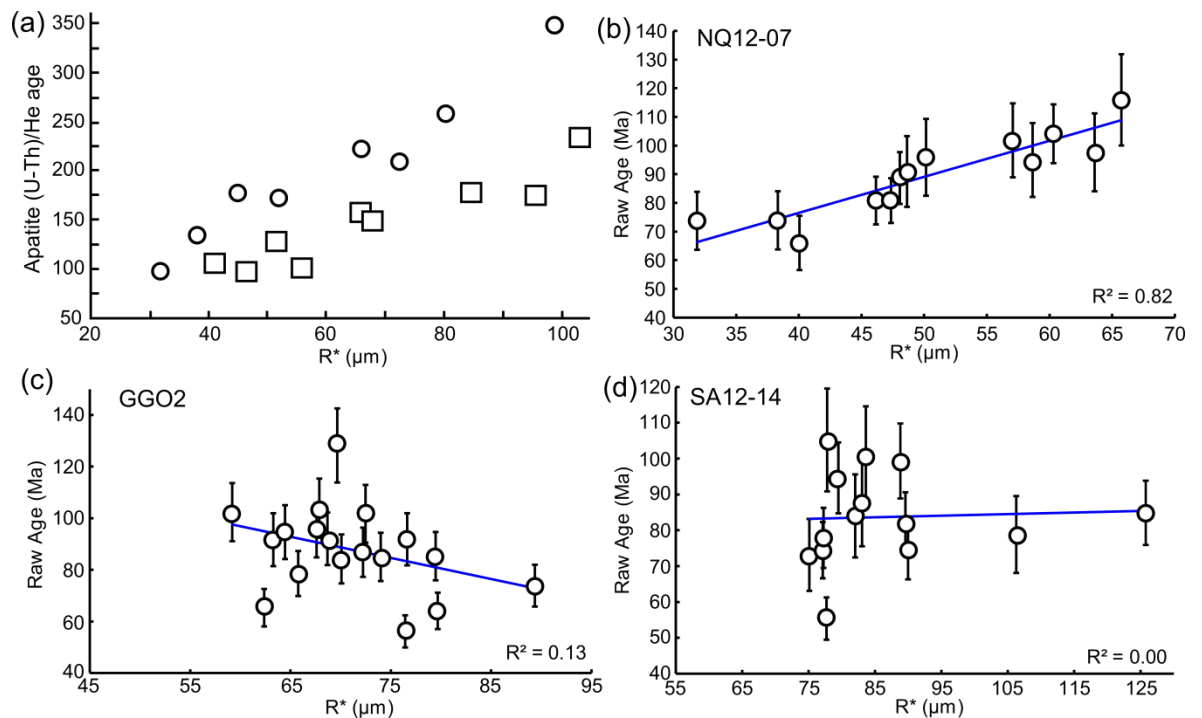 (a)
Apatite (U-Th)/He age
350
300
250
200
150
100
50
20 40 60 80 100
R* (µm)
(b) NQ12-07
Raw Age (Ma)
140
130
120
110
100
90
80
70
60
50
40
R² = 0.82
30 35 40 45 50 55 60 65 70
R* (µm)
(c) GGO2
Raw Age (Ma)
140
120
100
80
60
40
R² = 0.13
45 55 65 75 85 95
R* (µm)
(d) SA12-14
Raw Age (Ma)
120
110
100
90
80
70
60
50
40
R² = 0.00
55 65 75 85 95 105 115 125
R* (µm)